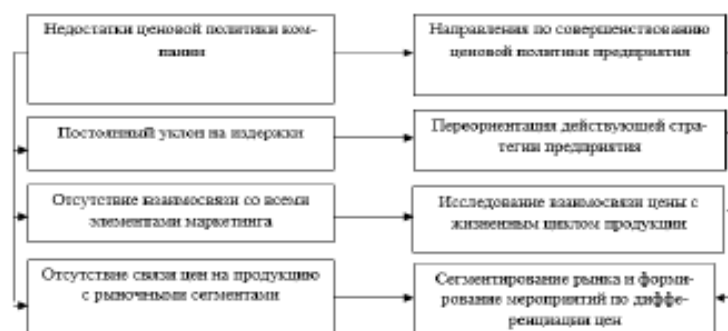 Недостатки ценовой политики ком-
пании
Направления по совершенствованию
ценовой политики предприятия
Постоянный уклон на издержки
Переориентация действующей стра-
тегии предприятия
Отсутствие взаимосвязи со всеми
элементами маркетинга
Исследование взаимосвязи цены с
жизненным циклом продукции
Отсутствие связи цен на продукцию
с рыночными сегментами
Сегментирование рынка и форми-
рование мероприятий по диффе-
ренциации цен